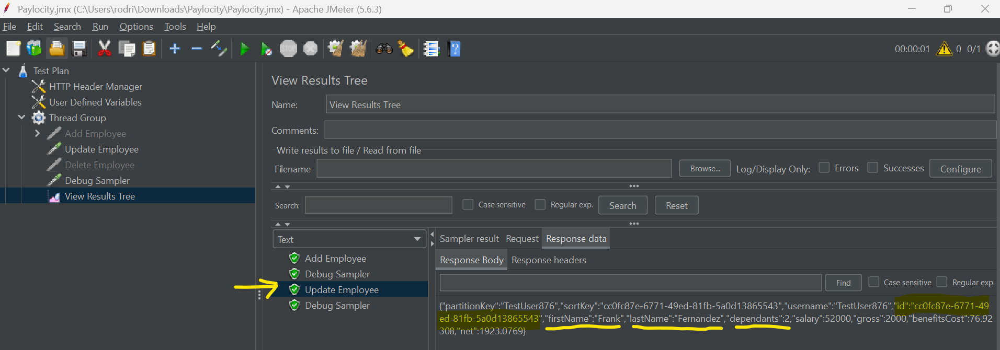 Paylocity.jmx (C:\Users\rodri\Downloads\Paylocity\Paylocity.jmx) - Apache JMeter (5.6.3)
File Edit Search Run Options Tools Help
STOP
?
00:00:01 0 0/1
Test Plan
HTTP Header Manager
User Defined Variables
Thread Group
Add Employee
Update Employee
Delete Employee
Debug Sampler
View Results Tree
View Results Tree
Name: View Results Tree
Comments:
Write results to file / Read from file
Filename Browse... Log/Display Only: Errors Successes Configure
Search: Case sensitive Regular exp. Search Reset
Text
Add Employee
Debug Sampler
Update Employee
Debug Sampler
Sampler result Request Response data
Response Body Response headers
Find Case sensitive Regular exp.
{"partitionKey":"TestUser876","sortKey":"cc0fc87e-6771-49ed-81fb-5a0d13865543","username":"TestUser876","id":"cc0fc87e-6771-49
ed-81fb-5a0d13865543","firstName":"Frank","lastName":"Fernandez","dependants":2,"salary":52000,"gross":2000,"benefitsCost":76.92
308,"net":1923.0769}